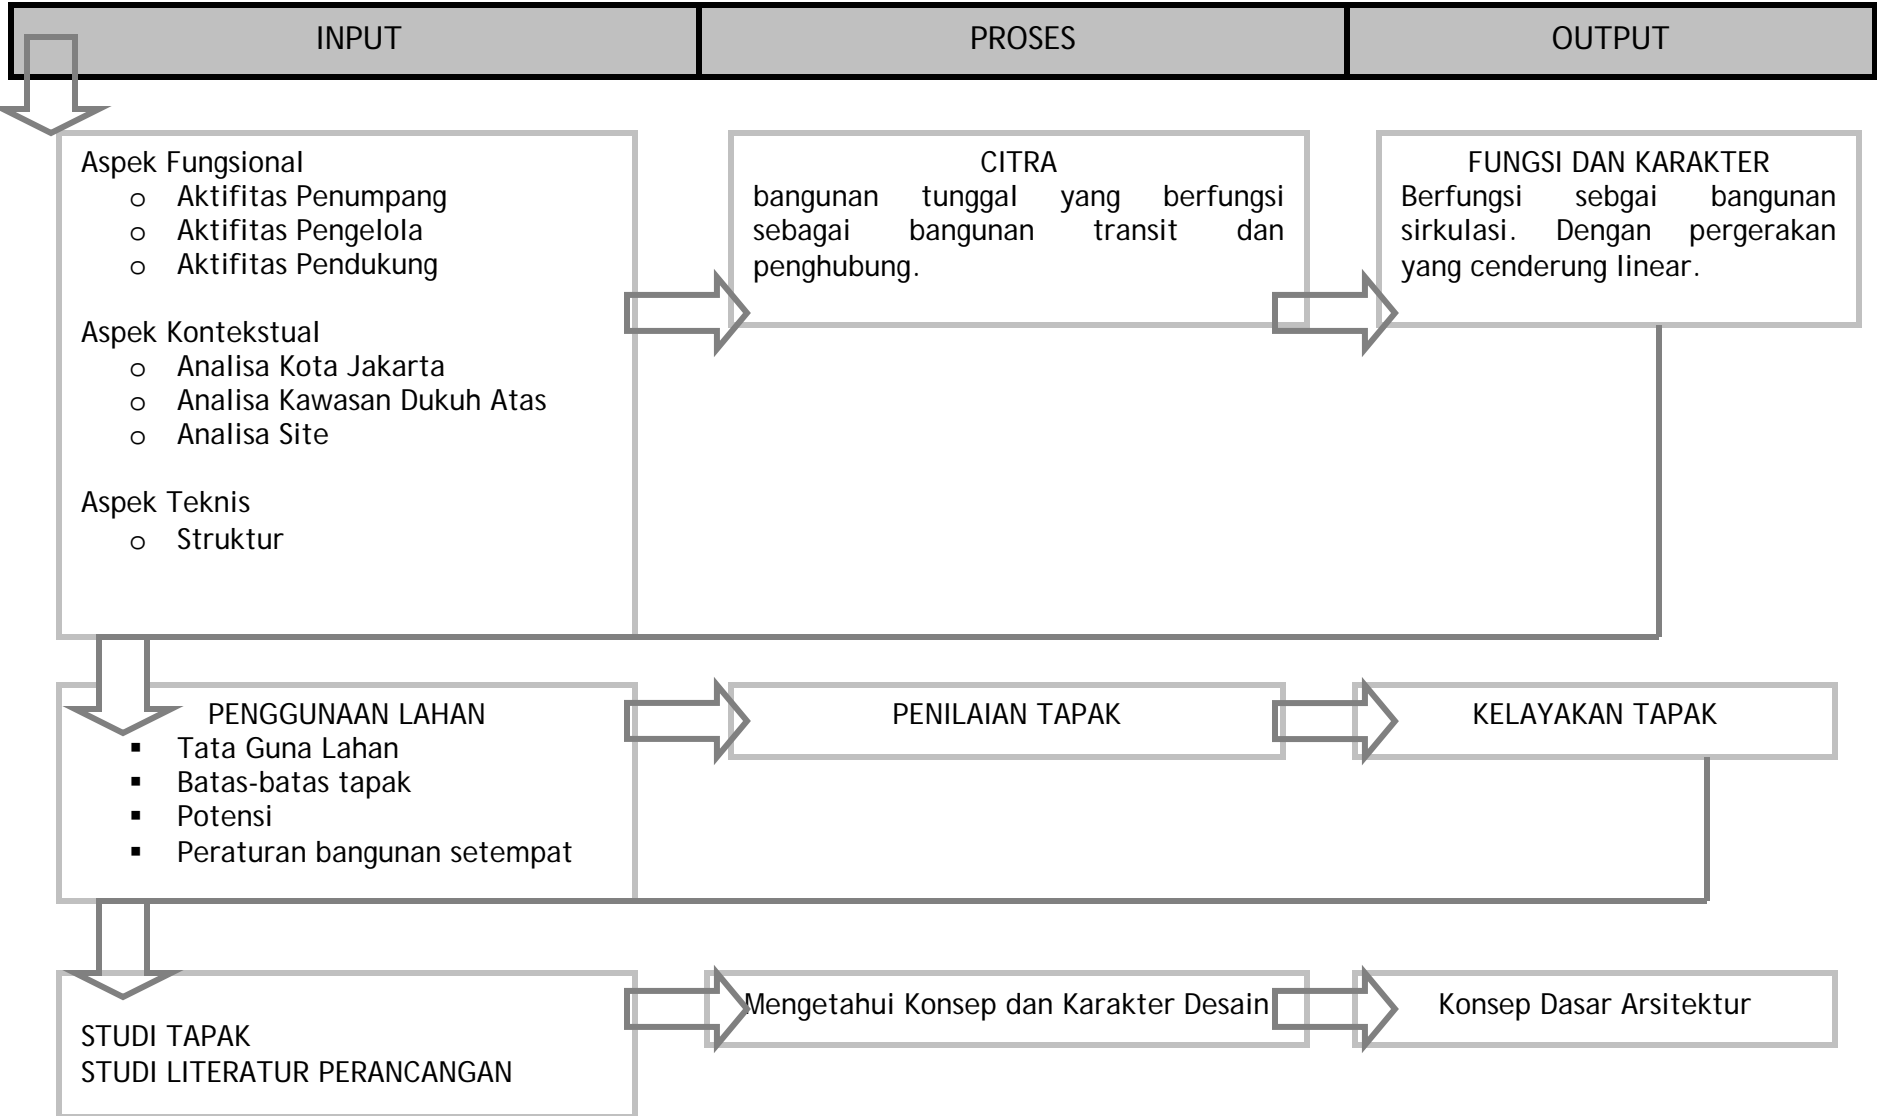 INPUT
PROSES
OUTPUT
Aspek Fungsional
o Aktifitas Penumpang
o Aktifitas Pengelola
o Aktifitas Pendukung
Aspek Kontekstual
o Analisa Kota Jakarta
o Analisa Kawasan Dukuh Atas
o Analisa Site
Aspek Teknis
o Struktur
CITRA
bangunan tunggal yang berfungsi
sebagai bangunan transit dan
penghubung.
FUNGSI DAN KARAKTER
Berfungsi sebgai bangunan
sirkulasi. Dengan pergerakan
yang cenderung linear.
PENGGUNAAN LAHAN
▪ Tata Guna Lahan
▪ Batas-batas tapak
▪ Potensi
▪ Peraturan bangunan setempat
PENILAIAN TAPAK
KELAYAKAN TAPAK
STUDI TAPAK
STUDI LITERATUR PERANCANGAN
Mengetahui Konsep dan Karakter Desain
Konsep Dasar Arsitektur